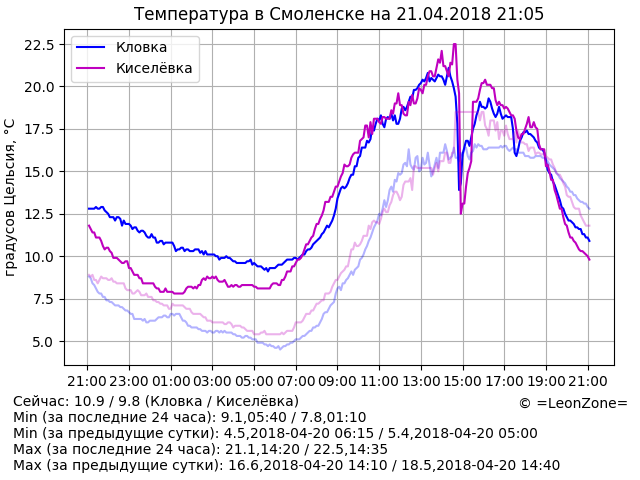 Температура в Смоленске на 21.04.2018 21:05
Кловка
Киселёвка
градусов Цельсия, °C
22.5
20.0
17.5
15.0
12.5
10.0
7.5
5.0
21:00 23:00 01:00 03:00 05:00 07:00 09:00 11:00 13:00 15:00 17:00 19:00 21:00
Сейчас: 10.9 / 9.8 (Кловка / Киселёвка)
© =LeonZone=
Min (за последние 24 часа): 9.1,05:40 / 7.8,01:10
Min (за предыдущие сутки): 4.5,2018-04-20 06:15 / 5.4,2018-04-20 05:00
Max (за последние 24 часа): 21.1,14:20 / 22.5,14:35
Max (за предыдущие сутки): 16.6,2018-04-20 14:10 / 18.5,2018-04-20 14:40